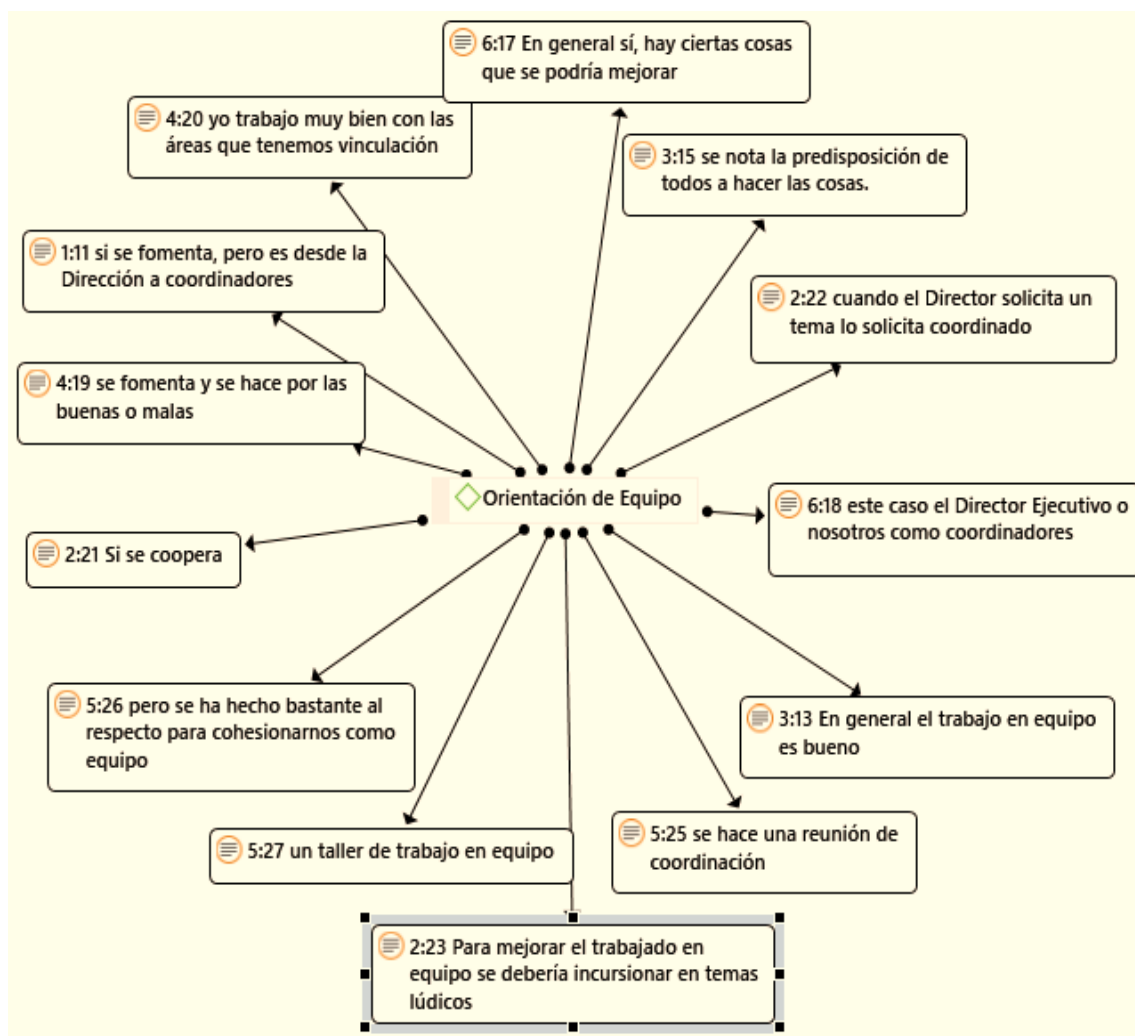 6:17 En general sí, hay ciertas cosas
que se podría mejorar
4:20 yo trabajo muy bien con las
áreas que tenemos vinculación
3:15 se nota la predisposición de
todos a hacer las cosas.
1:11 si se fomenta, pero es desde la
Dirección a coordinadores
2:22 cuando el Director solicita un
tema lo solicita coordinado
4:19 se fomenta y se hace por las
buenas o malas
Orientación de Equipo
6:18 este caso el Director Ejecutivo o
nosotros como coordinadores
2:21 Si se coopera
5:26 pero se ha hecho bastante al
respecto para cohesionarnos como
equipo
3:13 En general el trabajo en equipo
es bueno
5:27 un taller de trabajo en equipo
5:25 se hace una reunión de
coordinación
2:23 Para mejorar el trabajado en
equipo se debería incursionar en temas
lúdicos